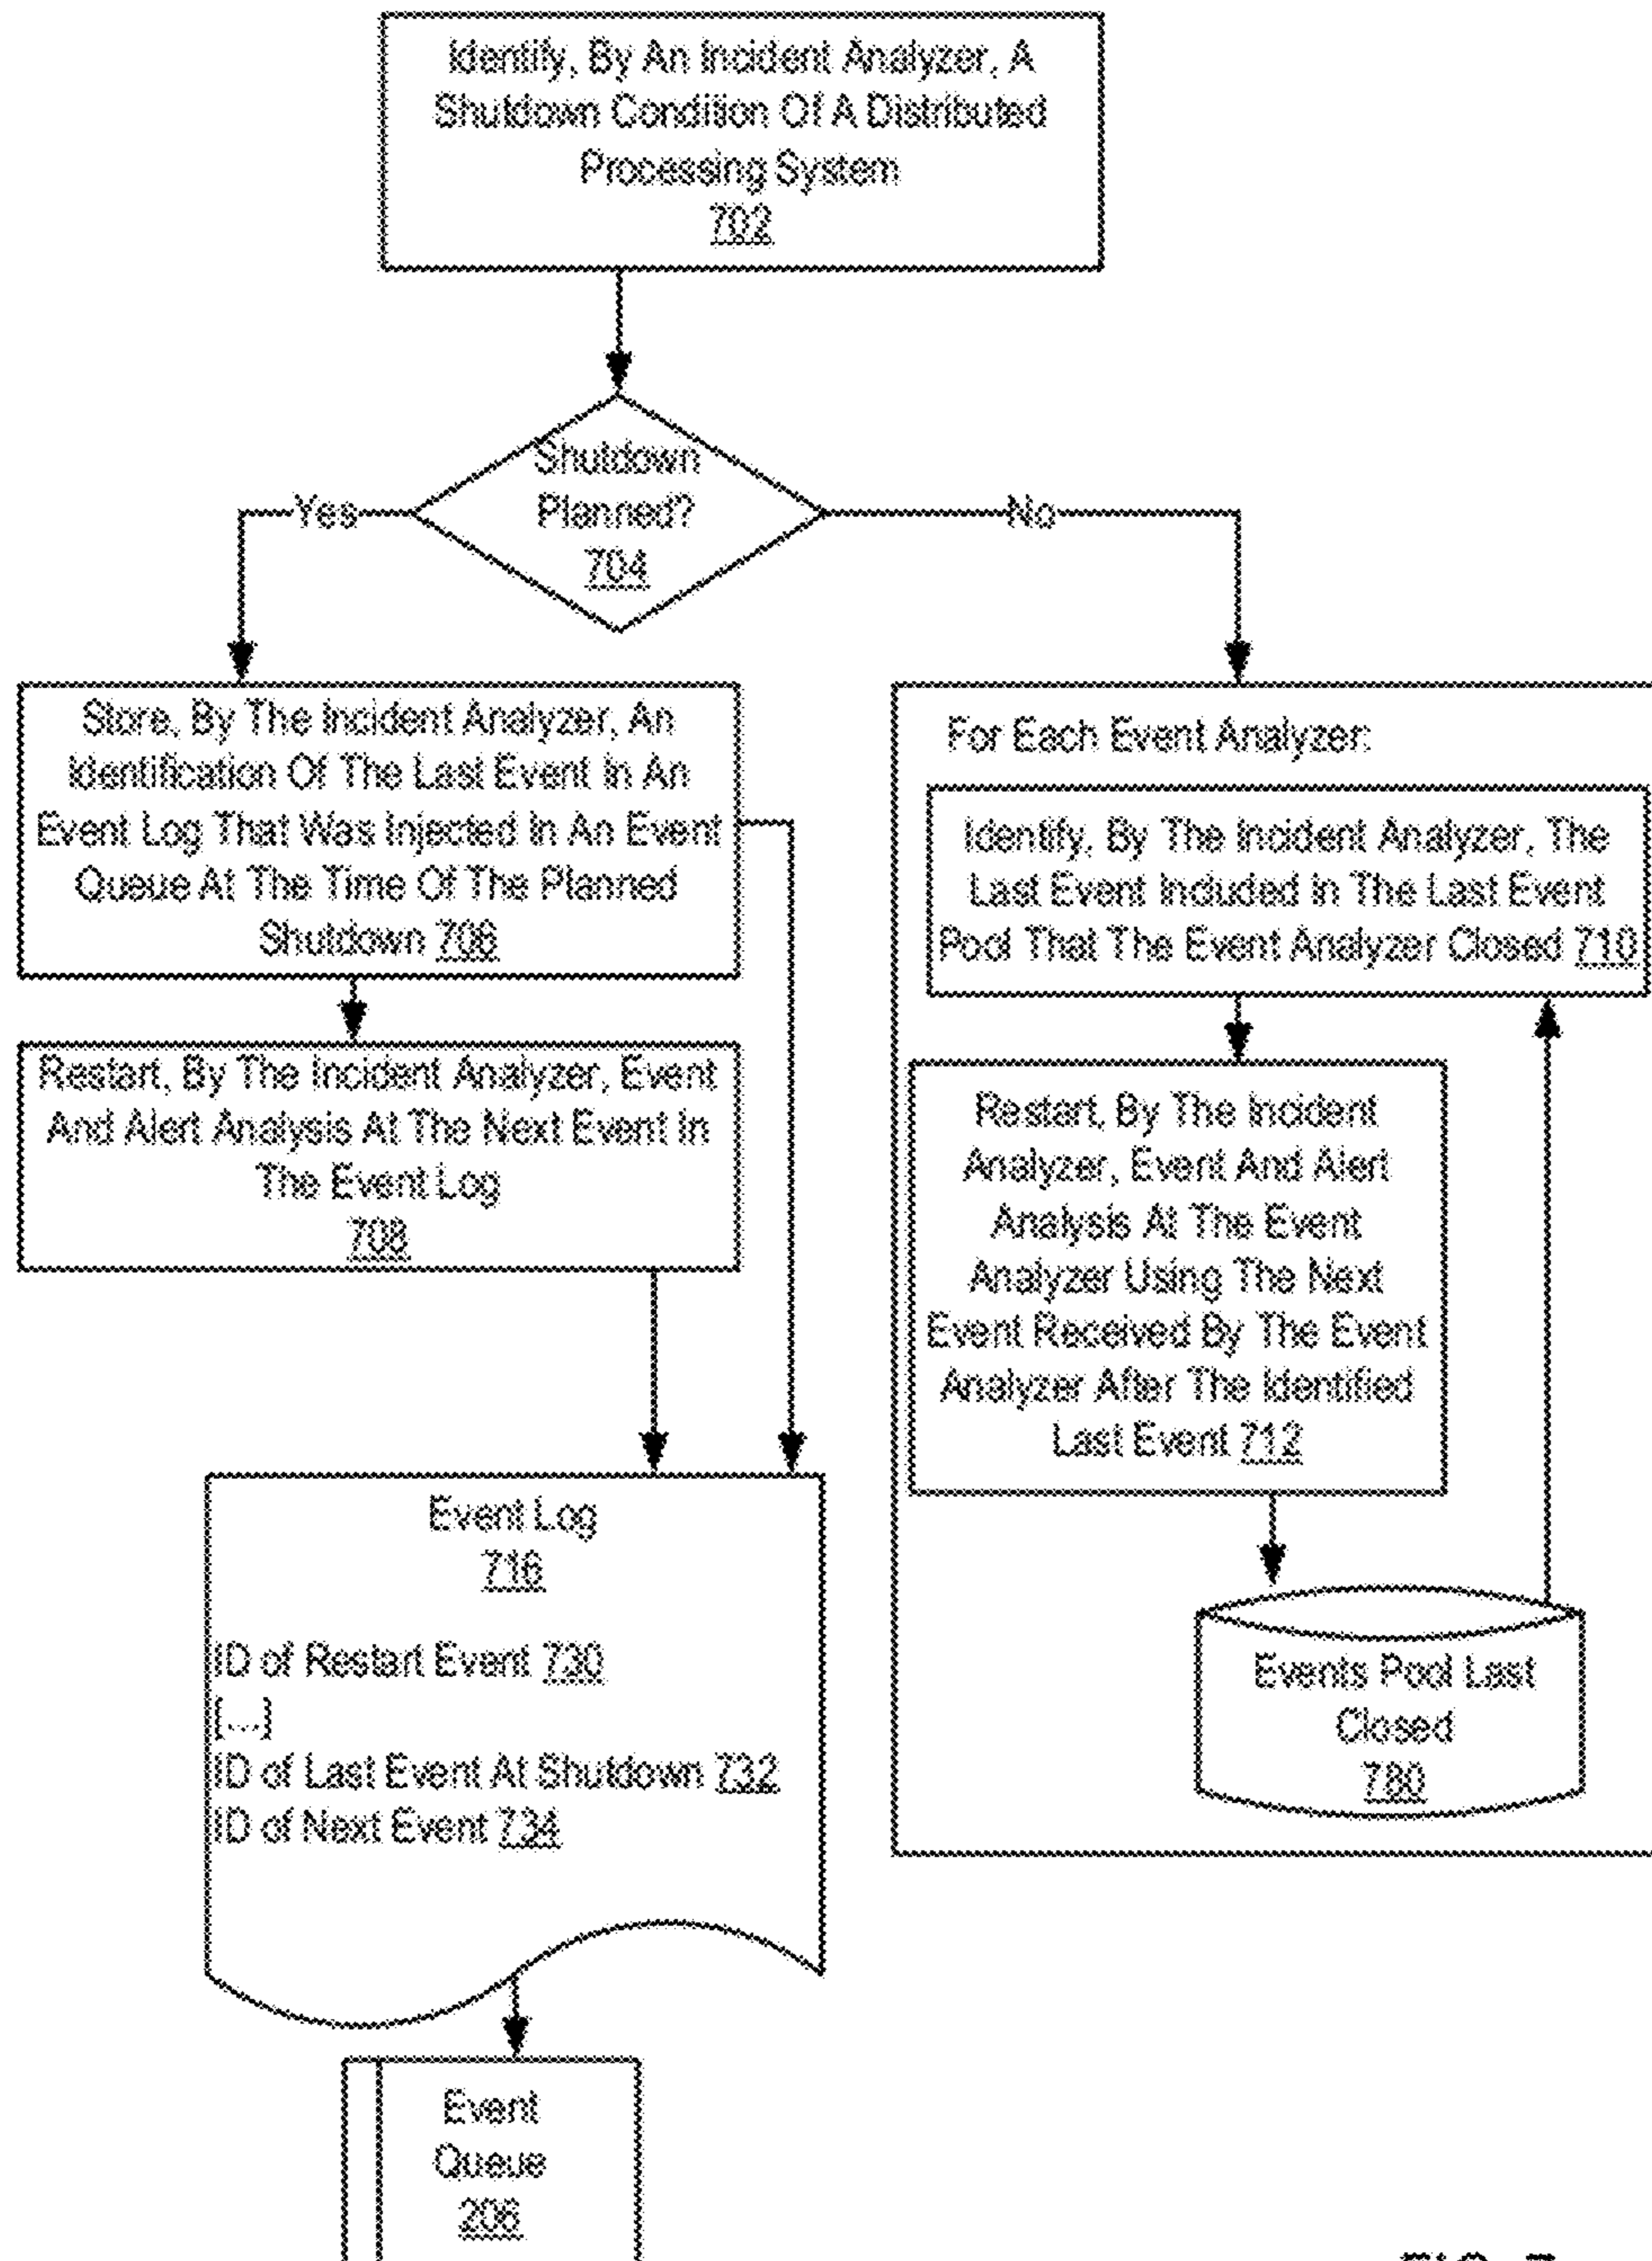 Identify, By An Incident Analyzer, A
Shutdown Condition Of A Distributed
Processing System
702
Shutdown
Planned?
704
Yes
No
Store, By The Incident Analyzer, An
Identification Of The Last Event In An
Event Log That Was Injected In An Event
Queue At The Time Of The Planned
Shutdown 706
Restart, By The Incident Analyzer, Event
And Alert Analysis At The Next Event In
The Event Log
708
For Each Event Analyzer:
Identify, By The Incident Analyzer, The
Last Event Included In The Last Event
Pool That The Event Analyzer Closed 710
Restart, By The Incident
Analyzer, Event And Alert
Analysis At The Event
Analyzer Using The Next
Event Received By The Event
Analyzer After The Identified
Last Event 712
Event Log
716
ID of Restart Event 730
[...]
ID of Last Event At Shutdown 732
ID of Next Event 734
Events Pool Last
Closed
780
Event
Queue
206